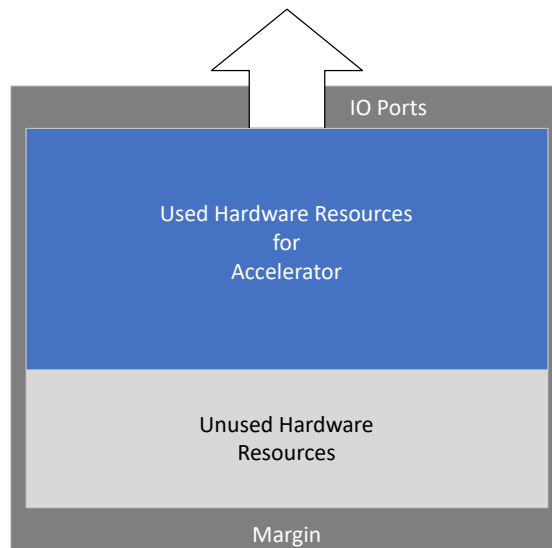 IO Ports
Used Hardware Resources
for
Accelerator
Unused Hardware
Resources
Margin